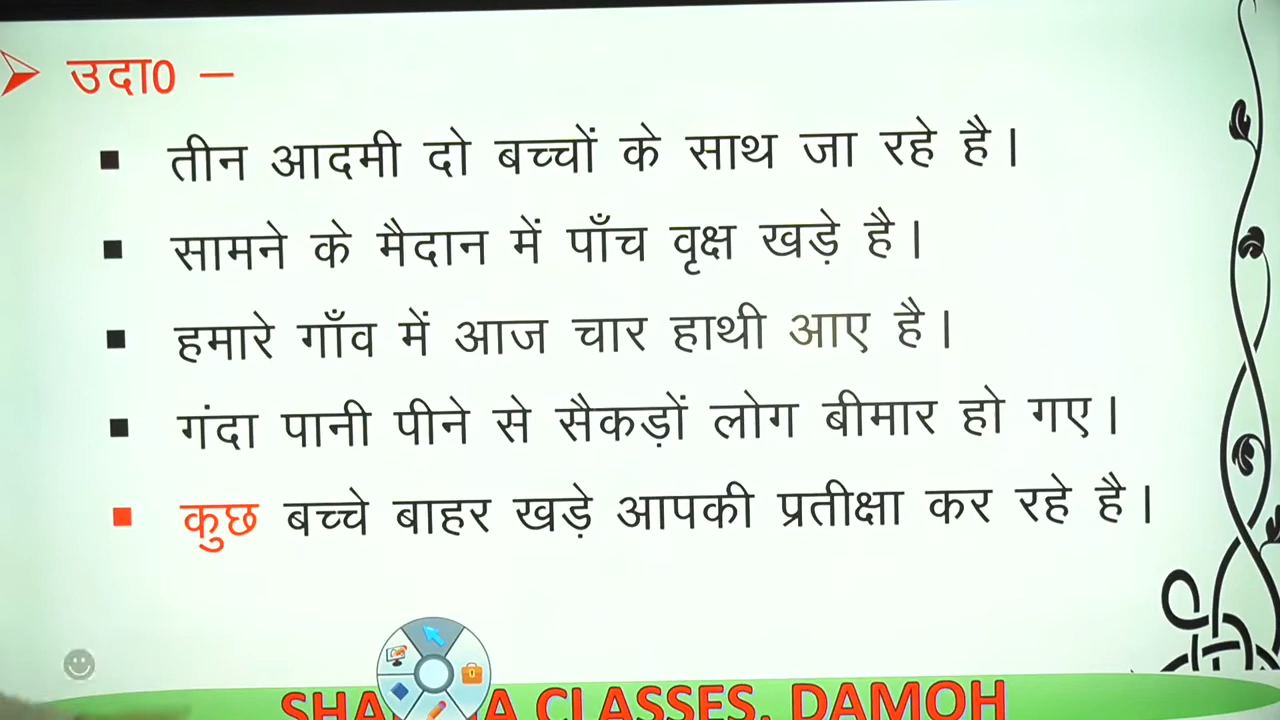 उदा0 –
तीन आदमी दो बच्चों के साथ जा रहे है।
सामने के मैदान में पाँच वृक्ष खड़े है।
हमारे गाँव में आज चार हाथी आए है।
गंदा पानी पीने से सैकड़ों लोग बीमार हो गए।
कुछ बच्चे बाहर खड़े आपकी प्रतीक्षा कर रहे है।
CLASSES, DAMOH